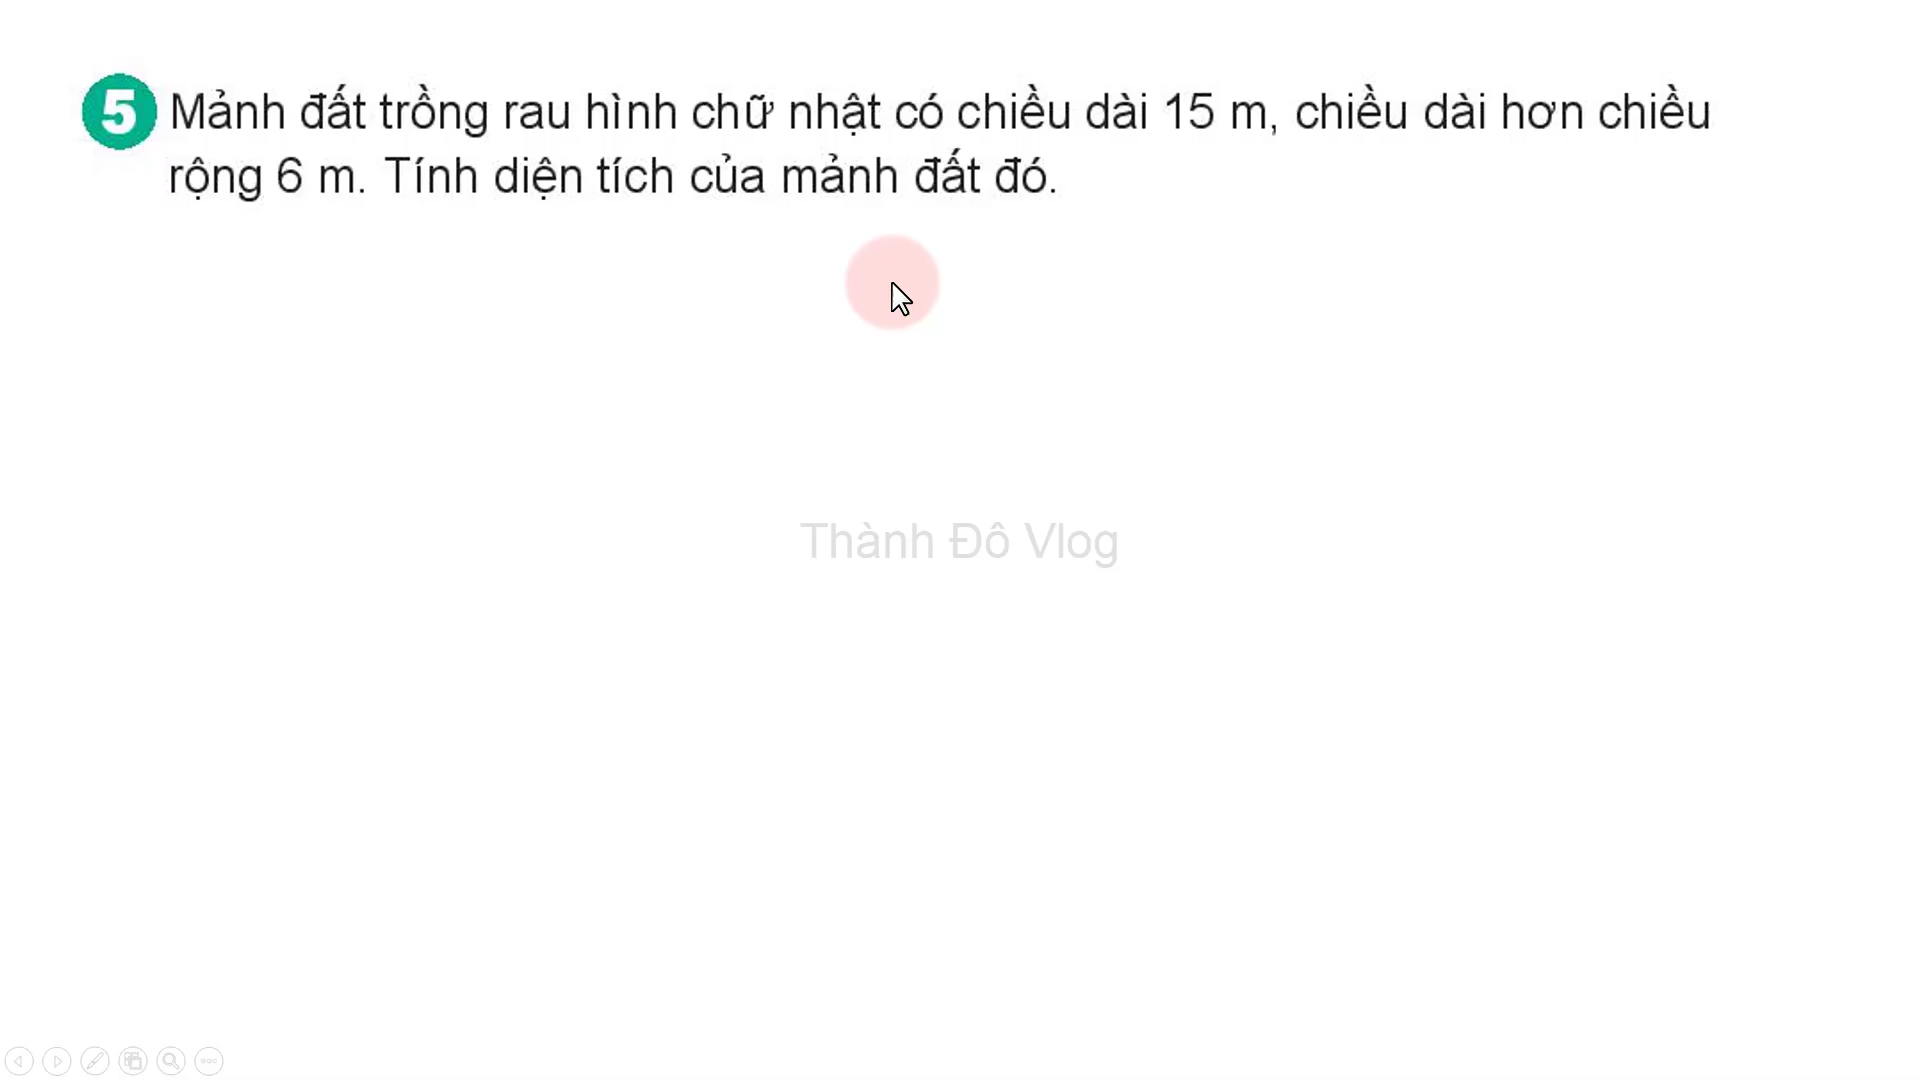 5 Mảnh đất trồng rau hình chữ nhật có chiều dài 15 m, chiều dài hơn chiều
rộng 6 m. Tính diện tích của mảnh đất đó.
Thành Đô Vlog